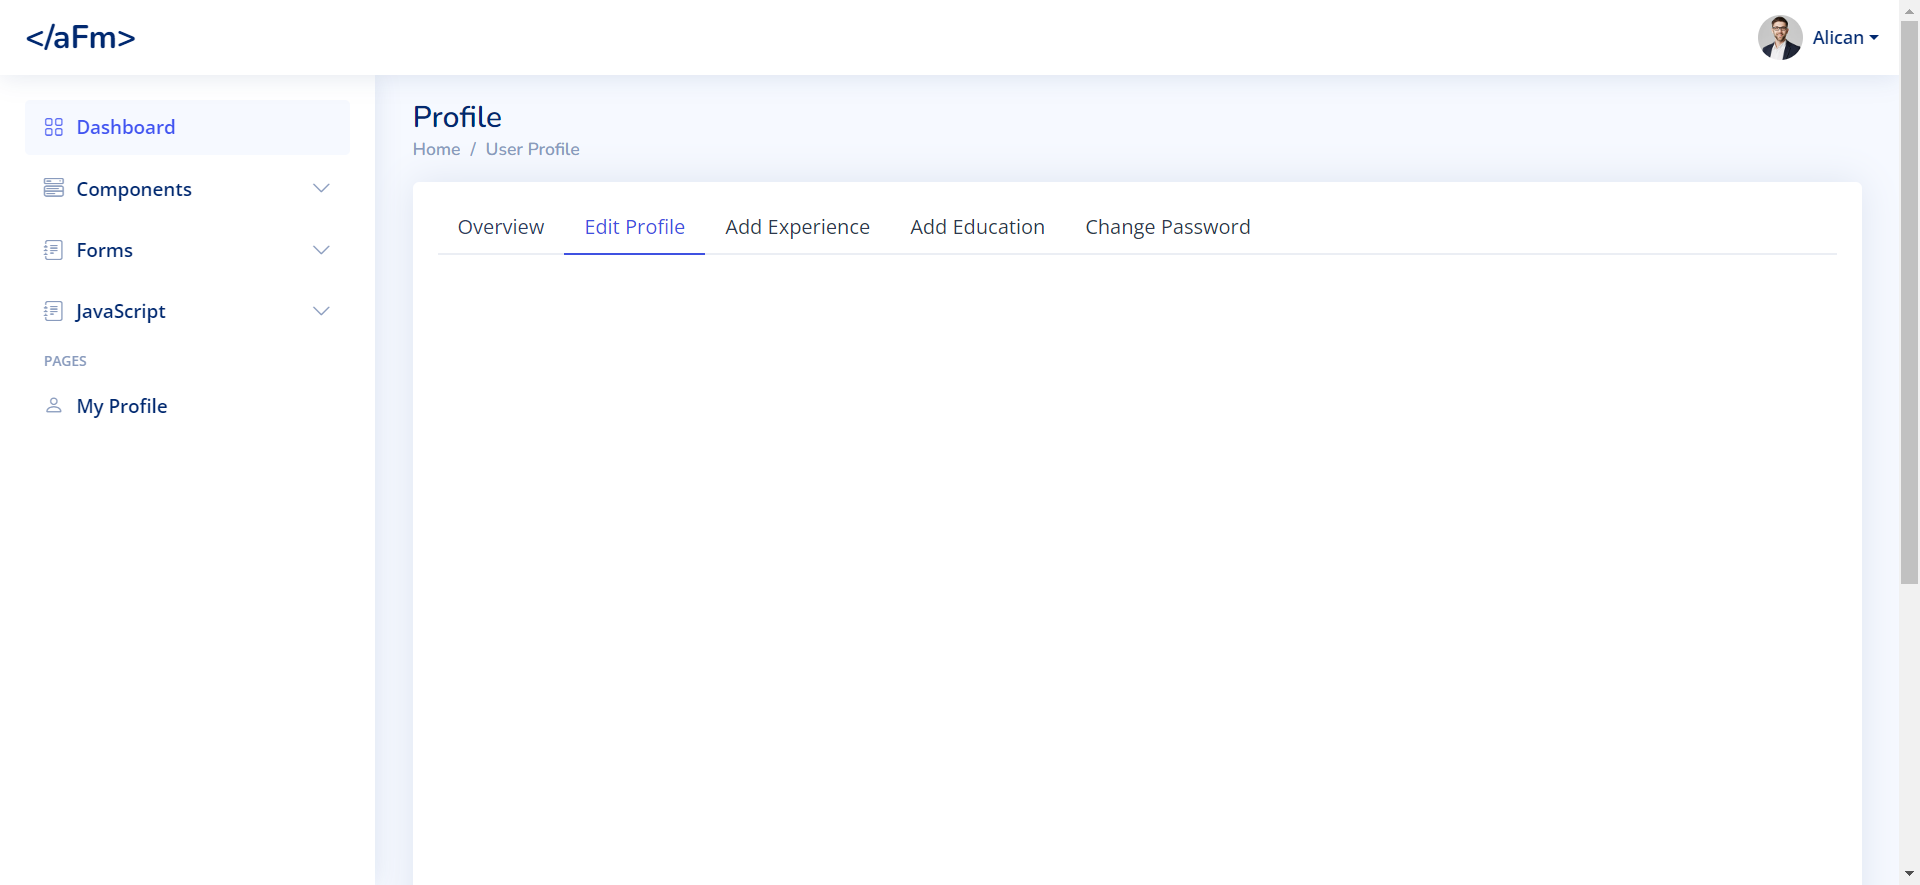 </aFm>
Alican
Dashboard
Components
Forms
JavaScript
PAGES
My Profile
Profile
Home / User Profile
Overview Edit Profile Add Experience Add Education Change Password